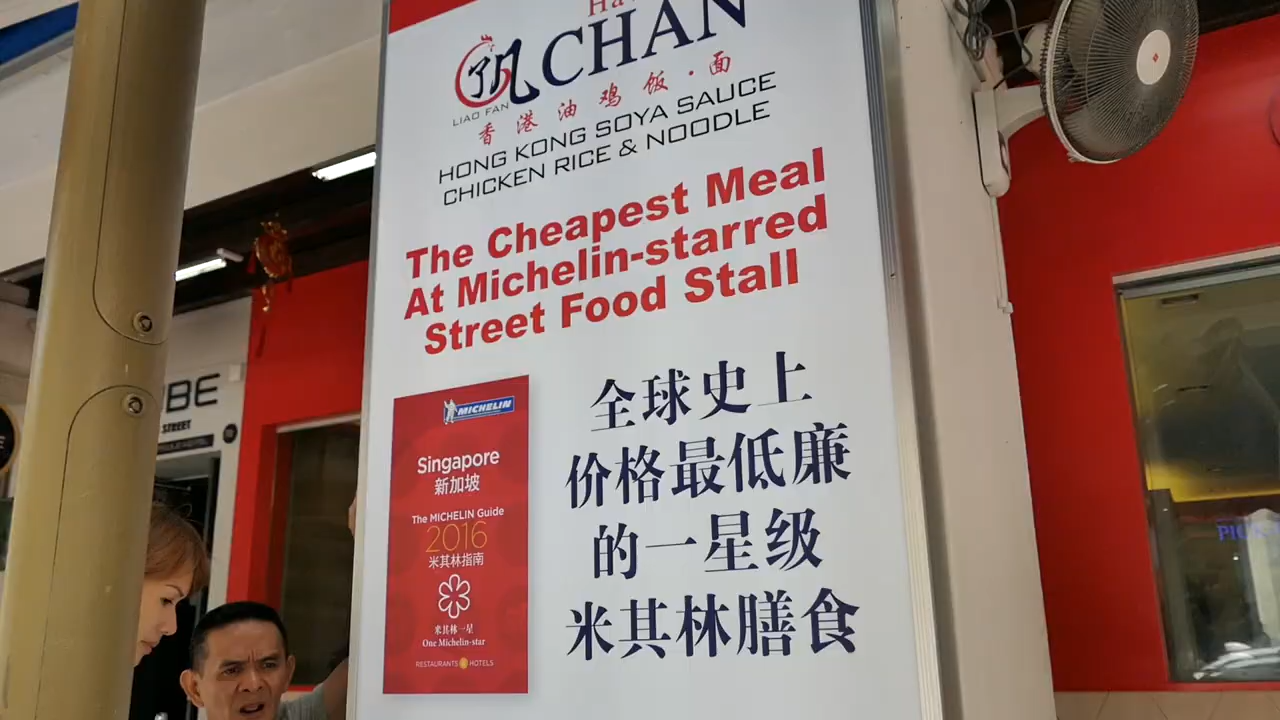 CHAN
LIAO FAN
香港油鸡饭·面
HONG KONG SOYA SAUCE
CHICKEN RICE & NOODLE
The Cheapest Meal
At Michelin-starred
Street Food Stall
MICHELIN
Singapore
新加坡
The MICHELIN Guide
2016
米其林指南
米其林一星
One Michelin-star
RESTAURANTS & HOTELS
全球史上
价格最低廉
的一星级
米其林膳食
STREET